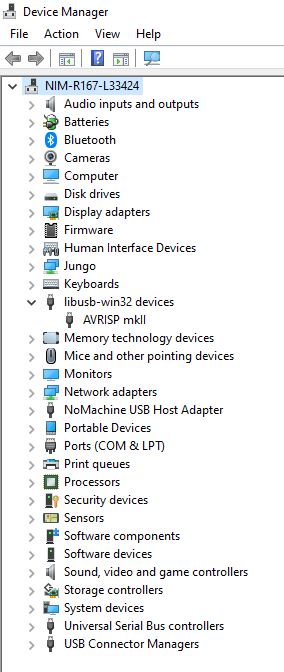 Device Manager
File Action View Help
NIM-R167-L33424
Audio inputs and outputs
Batteries
Bluetooth
Cameras
Computer
Disk drives
Display adapters
Firmware
Human Interface Devices
Jungo
Keyboards
libusb-win32 devices
AVRISP mkII
Memory technology devices
Mice and other pointing devices
Monitors
Network adapters
NoMachine USB Host Adapter
Portable Devices
Ports (COM & LPT)
Print queues
Processors
Security devices
Sensors
Software components
Software devices
Sound, video and game controllers
Storage controllers
System devices
Universal Serial Bus controllers
USB Connector Managers